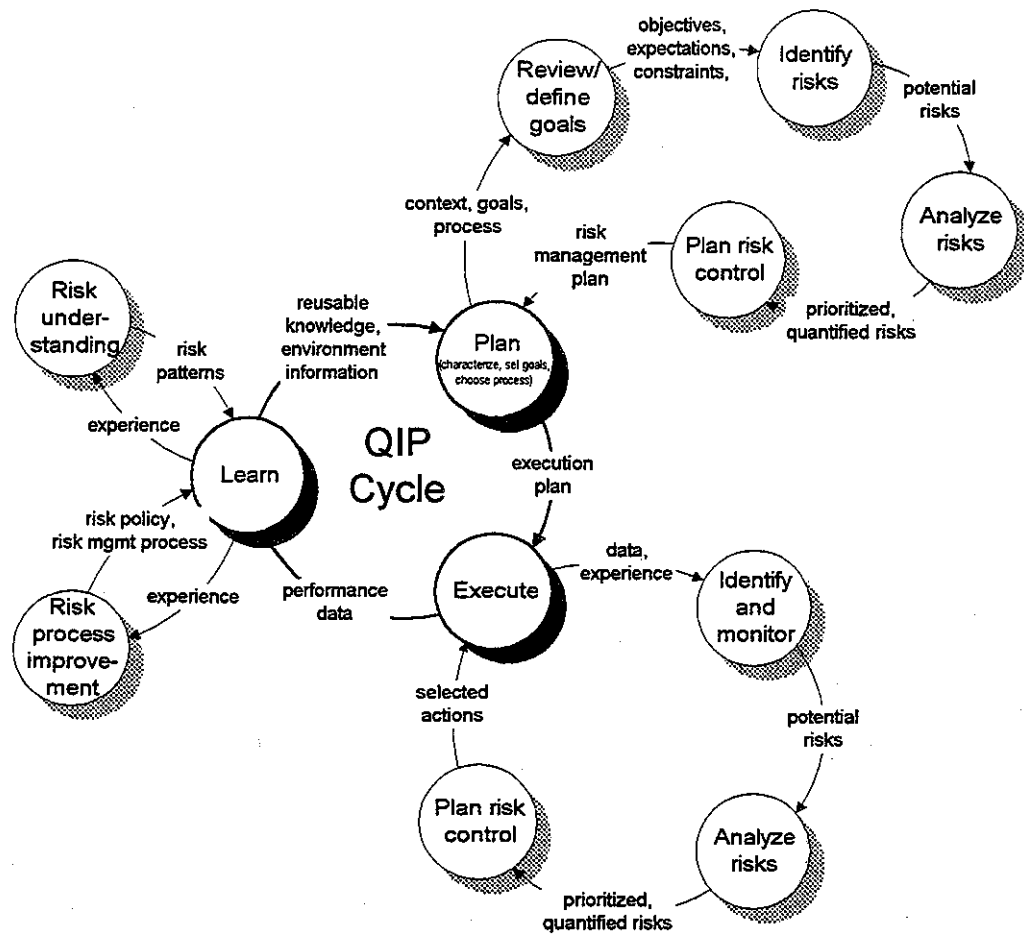 objectives,
expectations,
constraints,
Review/
define
goals
Identify
risks
potential
risks
context, goals,
process
Analyze
risks
risk
management
plan
Plan risk
control
prioritized,
quantified risks
Risk
under-
standing
risk
patterns
experience
reusable
knowledge,
environment
information
Plan
(characterize, set goals,
choose process)
QIP
Cycle
Learn
execution
plan
risk policy,
risk mgmt process
experience
Risk
process
improve-
ment
performance
data
Execute
data,
experience
Identify
and
monitor
selected
actions
potential
risks
Plan risk
control
Analyze
risks
prioritized,
quantified risks